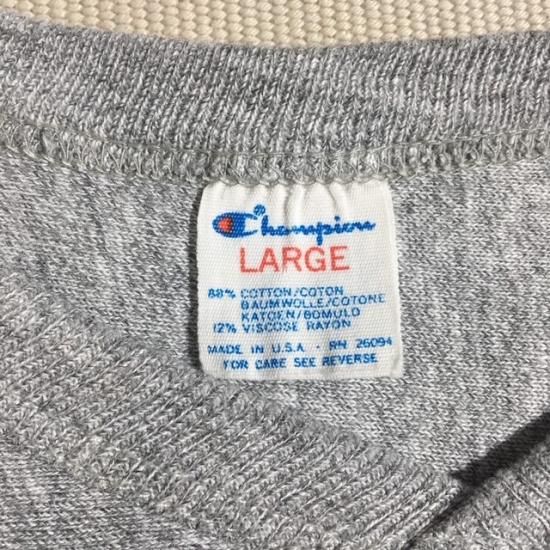 Champion
LARGE
88% COTTON/COTON
BAUMWOLLE/COTONE
KATOEN/BOMULD
12% VISCOSE RAYON
MADE IN U.S.A. - RN 26094
FOR CARE SEE REVERSE